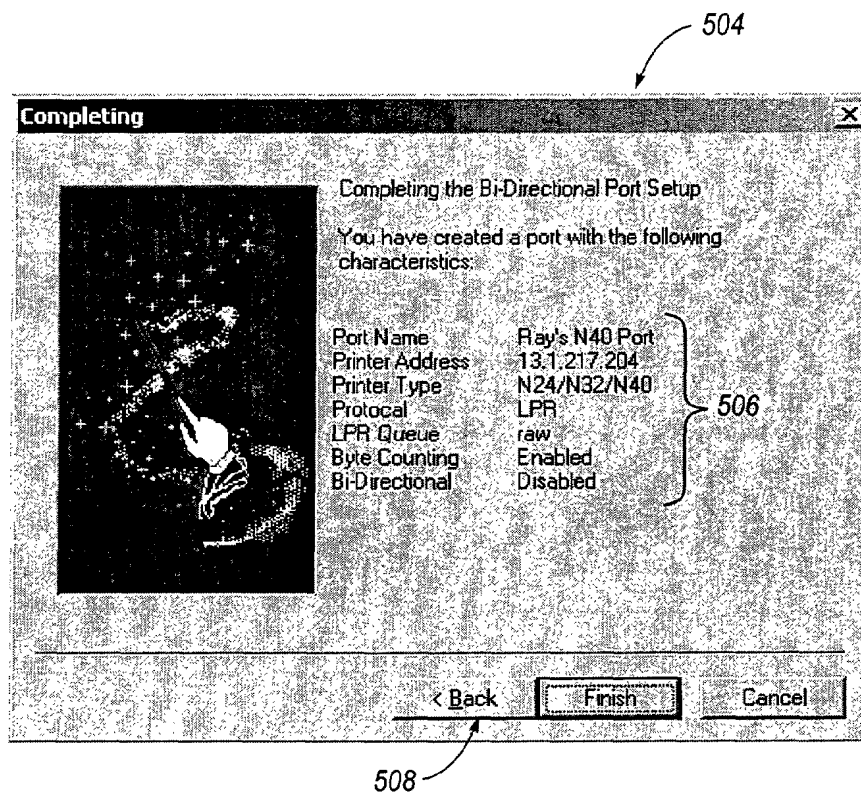 504
Completing
Completing the Bi-Directional Port Setup
You have created a port with the following
characteristics:
Port Name Ray's N40 Port
Printer Address 13.1.217.204
Printer Type N24/N32/N40
Protocal LPR
LPR Queue raw
Byte Counting Enabled
Bi-Directional Disabled
506
< Back Finish Cancel
508